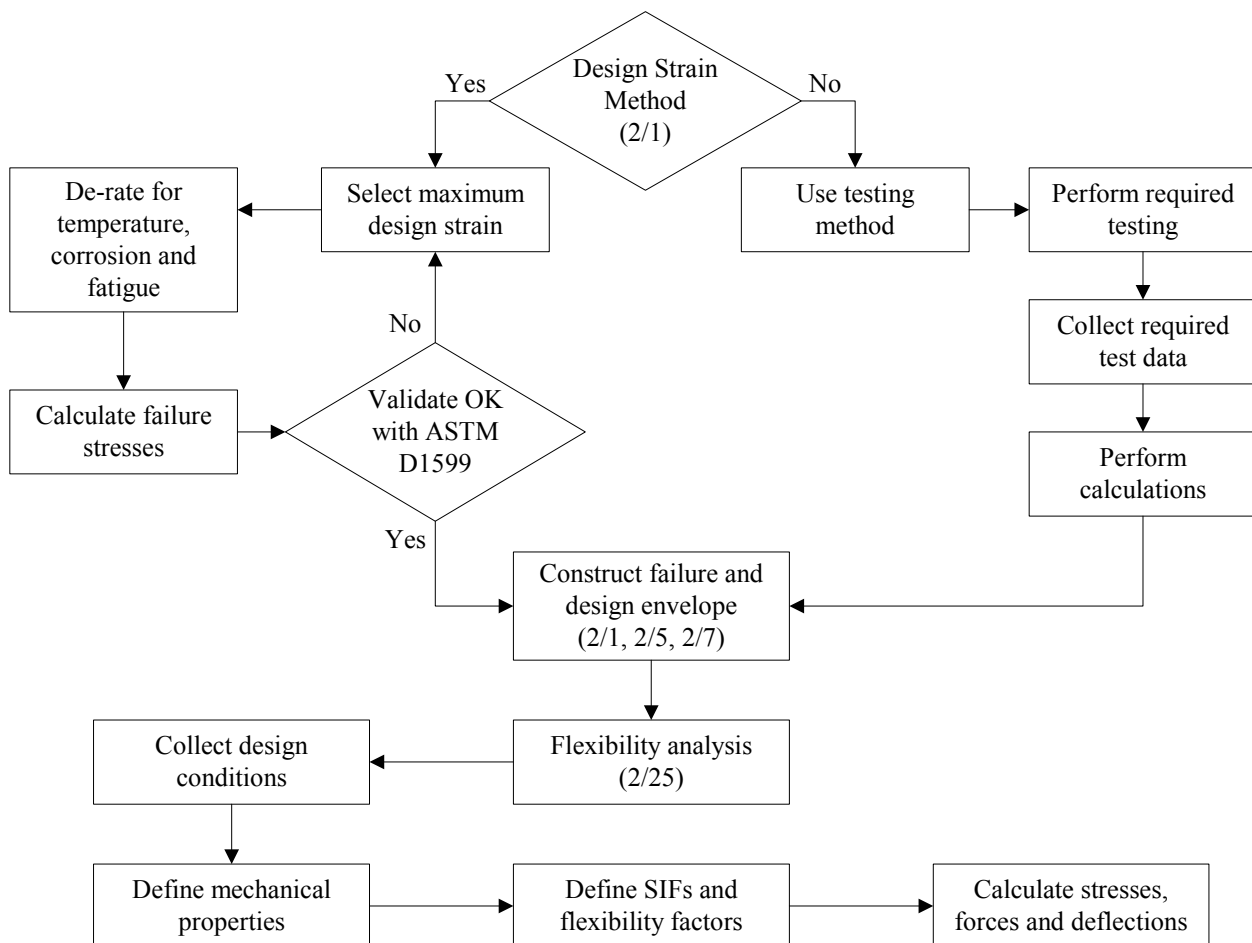 Design Strain
Method
(2/1)
Yes
No
De-rate for
temperature,
corrosion and
fatigue
Select maximum
design strain
Use testing
method
Perform required
testing
No
Collect required
test data
Calculate failure
stresses
Validate OK
with ASTM
D1599
Perform
calculations
Yes
Construct failure and
design envelope
(2/1, 2/5, 2/7)
Collect design
conditions
Flexibility analysis
(2/25)
Define mechanical
properties
Define SIFs and
flexibility factors
Calculate stresses,
forces and deflections